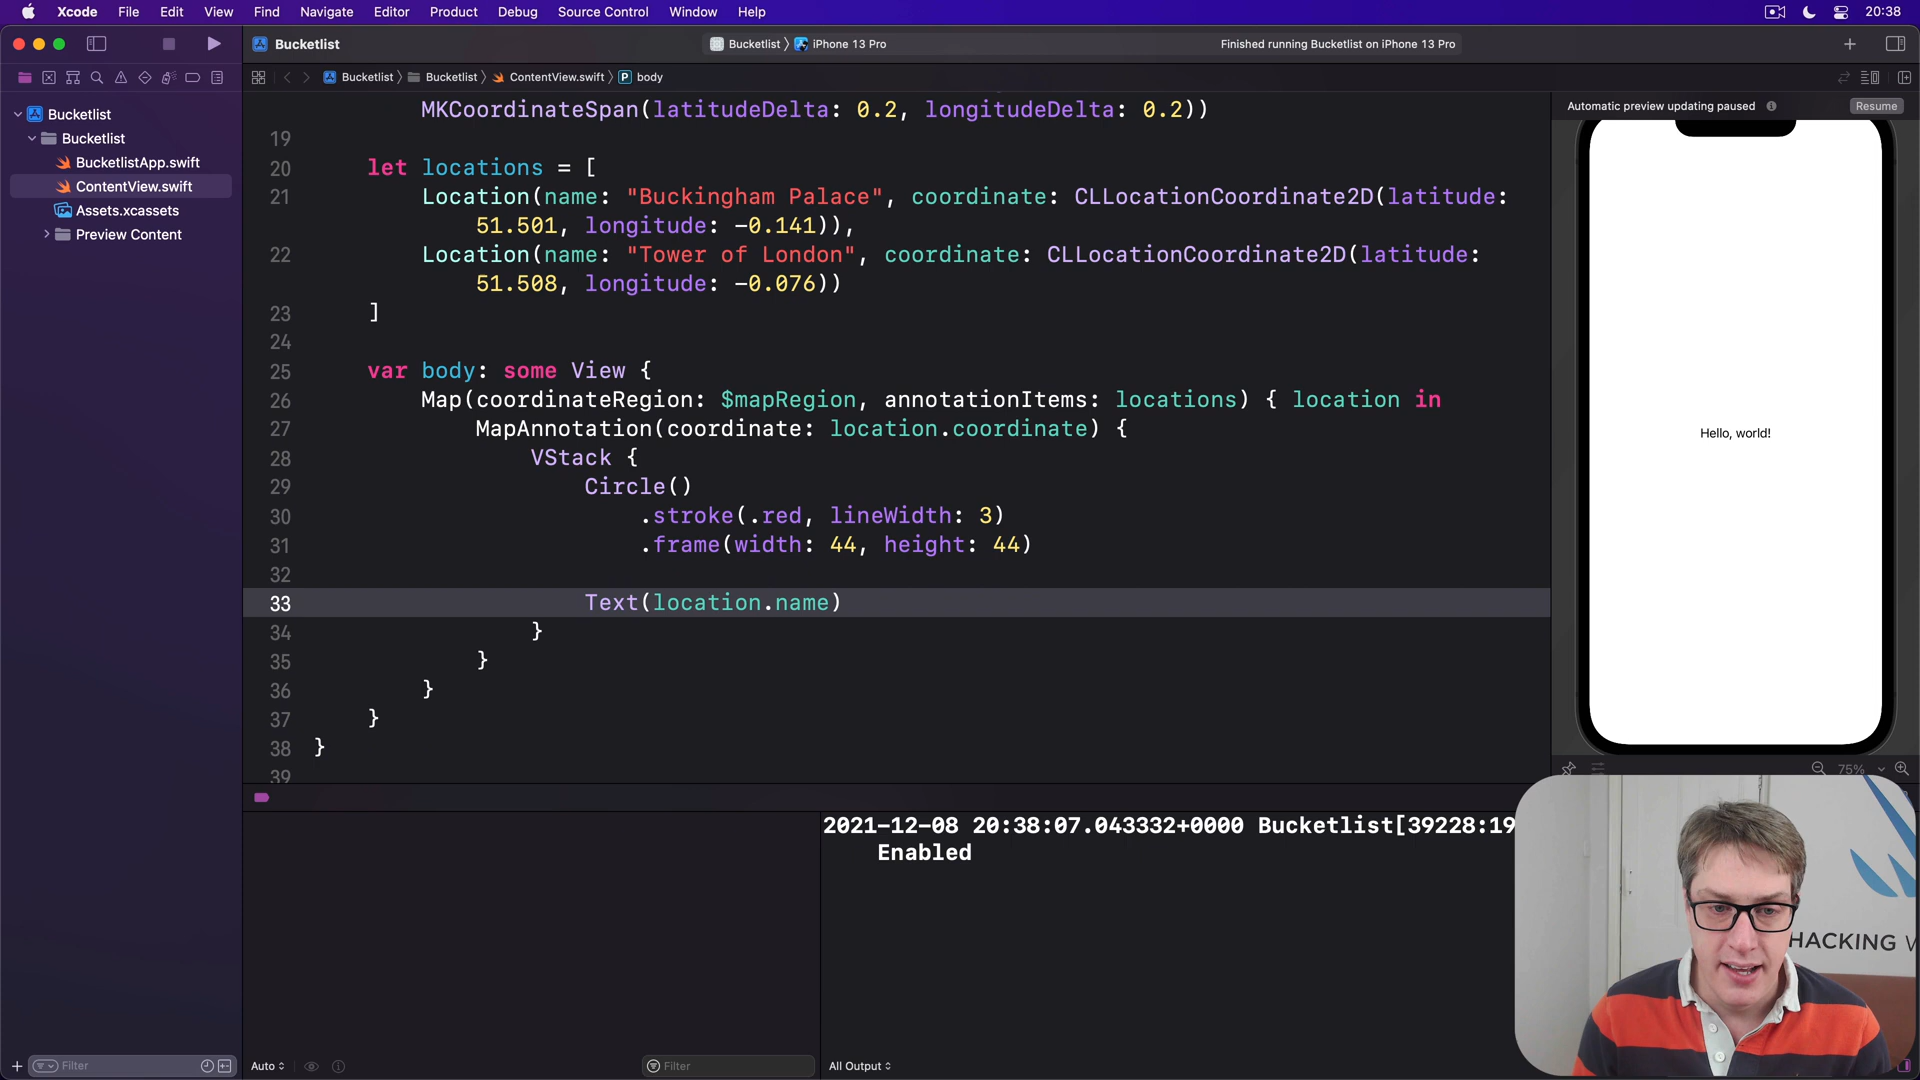 Xcode File Edit View Find Navigate Editor Product Debug Source Control Window Help 20:38
Bucketlist Bucketlist iPhone 13 Pro Finished running Bucketlist on iPhone 13 Pro
Bucketlist Bucketlist ContentView.swift P body
Bucketlist
Bucketlist
BucketlistApp.swift
ContentView.swift
Assets.xcassets
Preview Content
MKCoordinateSpan(latitudeDelta: 0.2, longitudeDelta: 0.2))
19
20 let locations = [
21 Location(name: "Buckingham Palace", coordinate: CLLocationCoordinate2D(latitude:
51.501, longitude: -0.141)),
22 Location(name: "Tower of London", coordinate: CLLocationCoordinate2D(latitude:
51.508, longitude: -0.076))
23 ]
24
25 var body: some View {
26 Map(coordinateRegion: $mapRegion, annotationItems: locations) { location in
27 MapAnnotation(coordinate: location.coordinate) {
28 VStack {
29 Circle()
30 .stroke(.red, lineWidth: 3)
31 .frame(width: 44, height: 44)
32
33 Text(location.name)
34 }
35 }
36 }
37 }
38 }
39
Automatic preview updating paused Resume
Hello, world!
75%
2021-12-08 20:38:07.043332+0000 Bucketlist[39228:19
Enabled
HACKING W
Filter
Auto
Filter
All Output